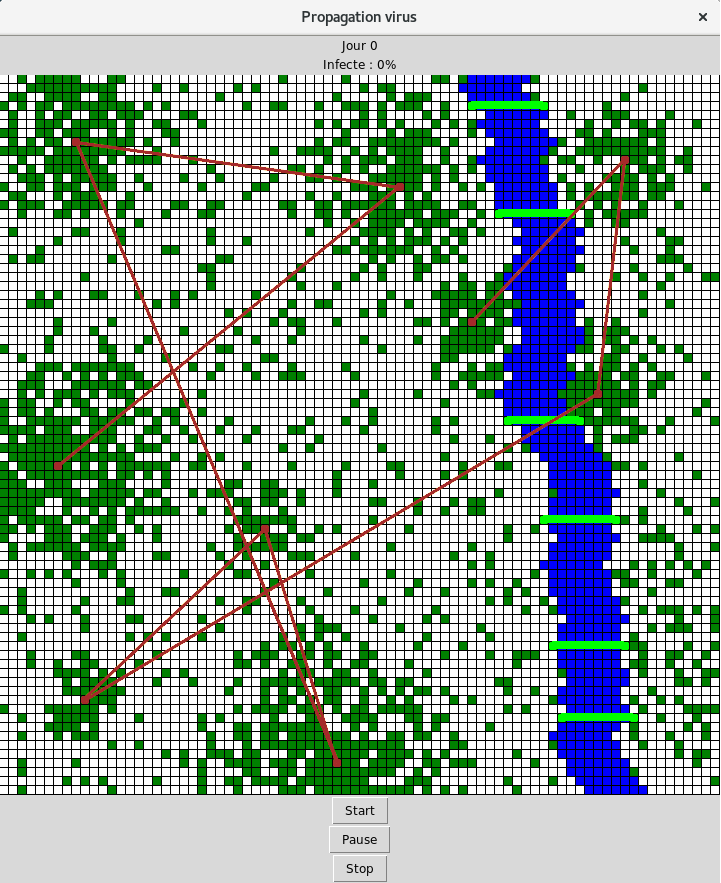 Propagation virus
Jour 0
Infecte : 0%
Start
Pause
Stop